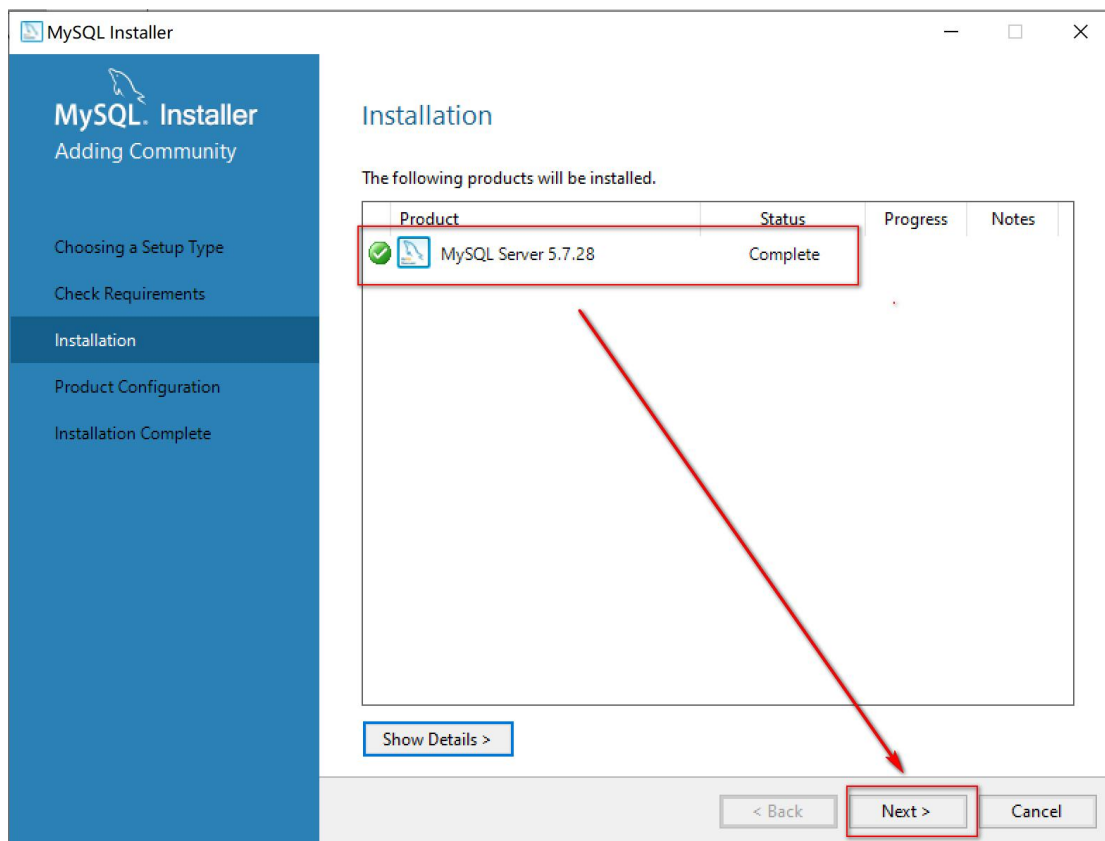 MySQL Installer
MySQL. Installer
Adding Community
Choosing a Setup Type
Check Requirements
Installation
Product Configuration
Installation Complete
Installation
The following products will be installed.
Product Status Progress Notes
MySQL Server 5.7.28 Complete
Show Details >
< Back Next > Cancel